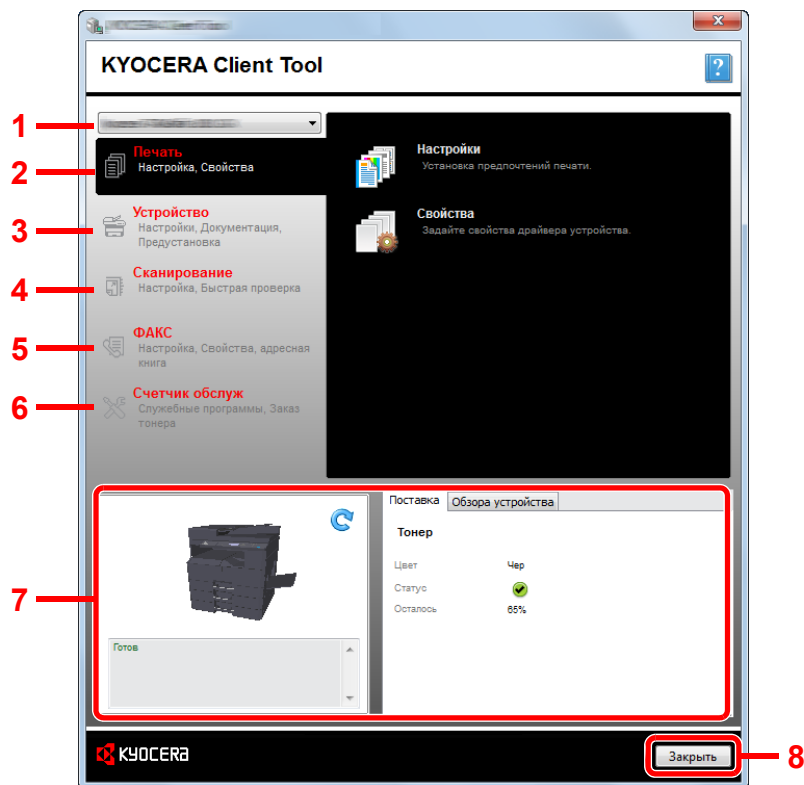 KYOCERA Client Tool
?
1
2
Печать
Настройка, Свойства
3
Устройство
Настройки, Документация,
Предустановка
4
Сканирование
Настройка, Быстрая проверка
5
ФАКС
Настройка, Свойства, адресная
книга
6
Счетчик обслуж
Служебные программы, Заказ
тонера
Настройки
Установка предпочтений печати.
Свойства
Задайте свойства драйвера устройства.
7
Готов
Поставка
Обзора устройства
Тонер
Цвет Чер
Статус
Осталось 65%
KYOCERA
Закрыть
8